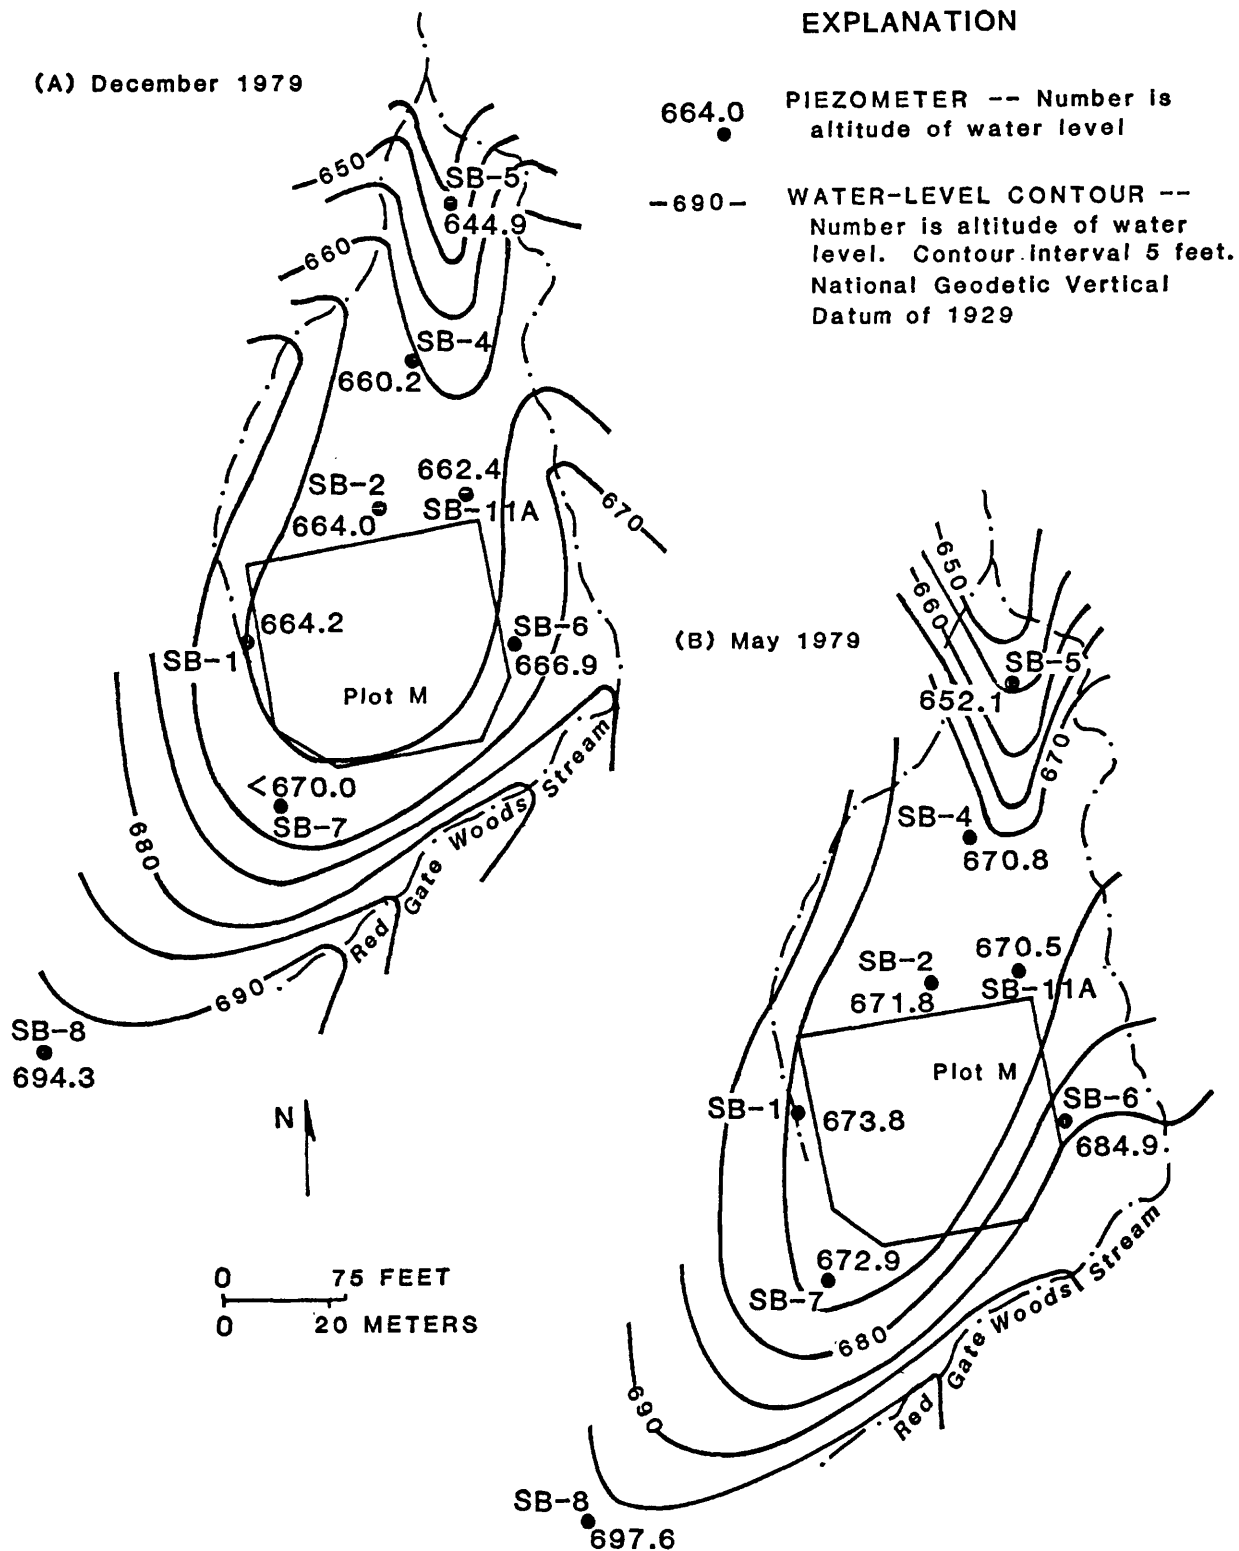 EXPLANATION
(A) December 1979
664.0
PIEZOMETER -- Number is
altitude of water level
-690-
WATER-LEVEL CONTOUR --
Number is altitude of water
level. Contour interval 5 feet.
National Geodetic Vertical
Datum of 1929
650
SB-5
644.9
660
SB-4
660.2
662.4
SB-2
SB-11A
664.0
670
664.2
SB-1
SB-6
666.9
Plot M
<670.0
SB-7
680
Red Gate Woods Stream
690
SB-8
694.3
N
0 75 FEET
0 20 METERS
(B) May 1979
650
660
SB-5
652.1
670
SB-4
670.8
670.5
SB-2
SB-11A
671.8
Plot M
SB-1
673.8
SB-6
684.9
672.9
SB-7
680
Red Gate Woods Stream
690
SB-8
697.6